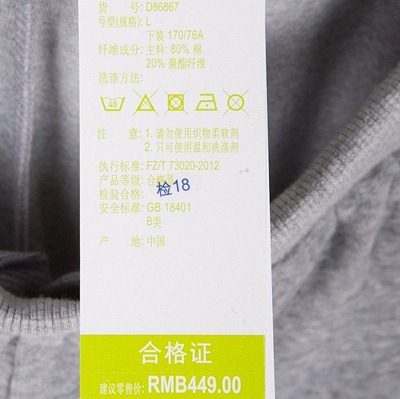 货 号: D86867
号型(规格): L
下装 170/76A
纤维成分: 主料: 80% 棉
20% 聚酯纤维
洗涤方法:
40
注 意: 1. 请勿使用织物柔软剂
2. 只可使用温和洗涤剂
执行标准: FZ/T 73020-2012
产品等级: 合格品
检验合格: 检18
安全标准: GB 18401
B类
产 地: 中国
合格证
建议零售价: RMB449.00